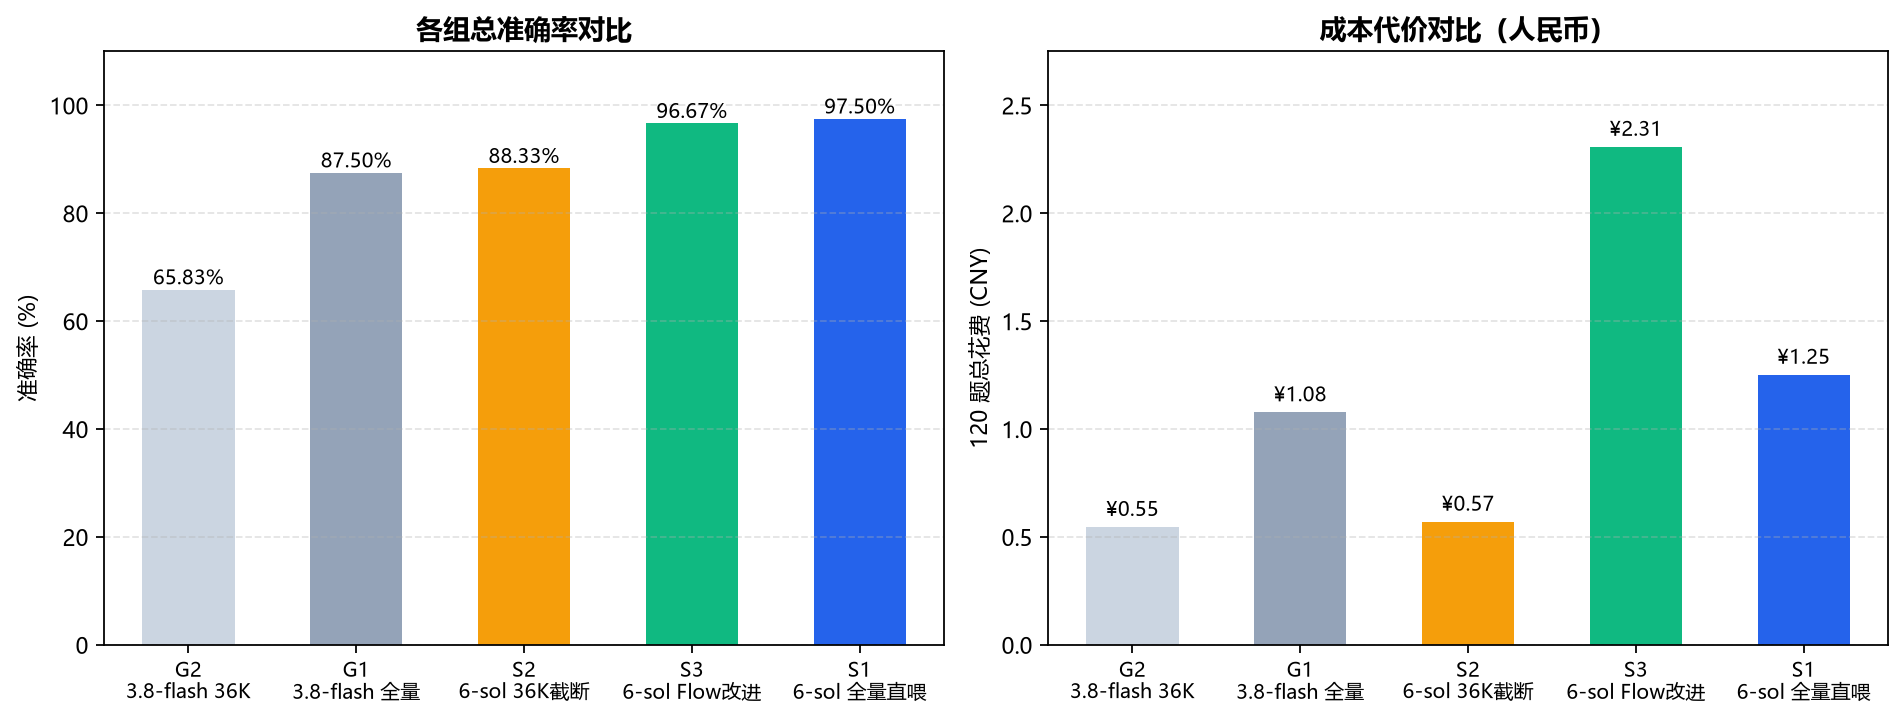 各组总准确率对比
准确率 (%)
100
80
60
40
20
0
65.83%
87.50%
88.33%
96.67%
97.50%
G2
3.8-flash 36K
G1
3.8-flash 全量
S2
6-sol 36K截断
S3
6-sol Flow改进
S1
6-sol 全量直喂
成本代价对比（人民币）
120 题总花费 (CNY)
2.5
2.0
1.5
1.0
0.5
0.0
¥0.55
¥1.08
¥0.57
¥2.31
¥1.25
G2
3.8-flash 36K
G1
3.8-flash 全量
S2
6-sol 36K截断
S3
6-sol Flow改进
S1
6-sol 全量直喂